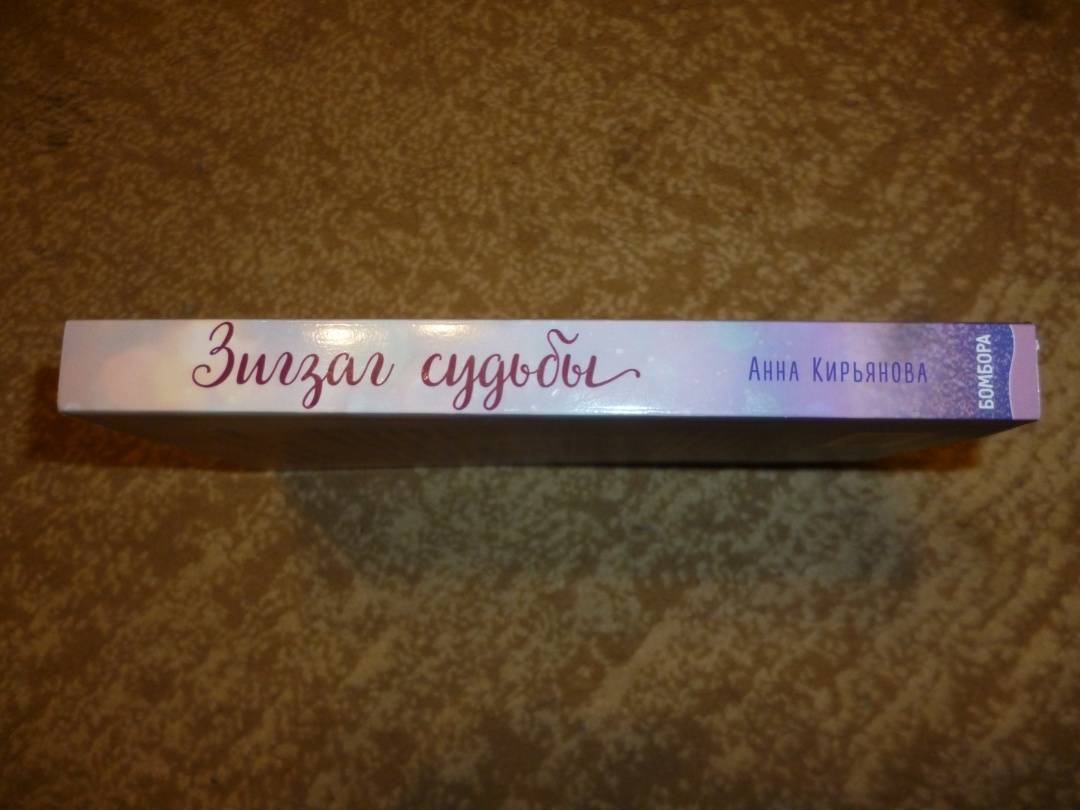 Зигзаг судьбы
Анна Кирьянова
БОМБОРА